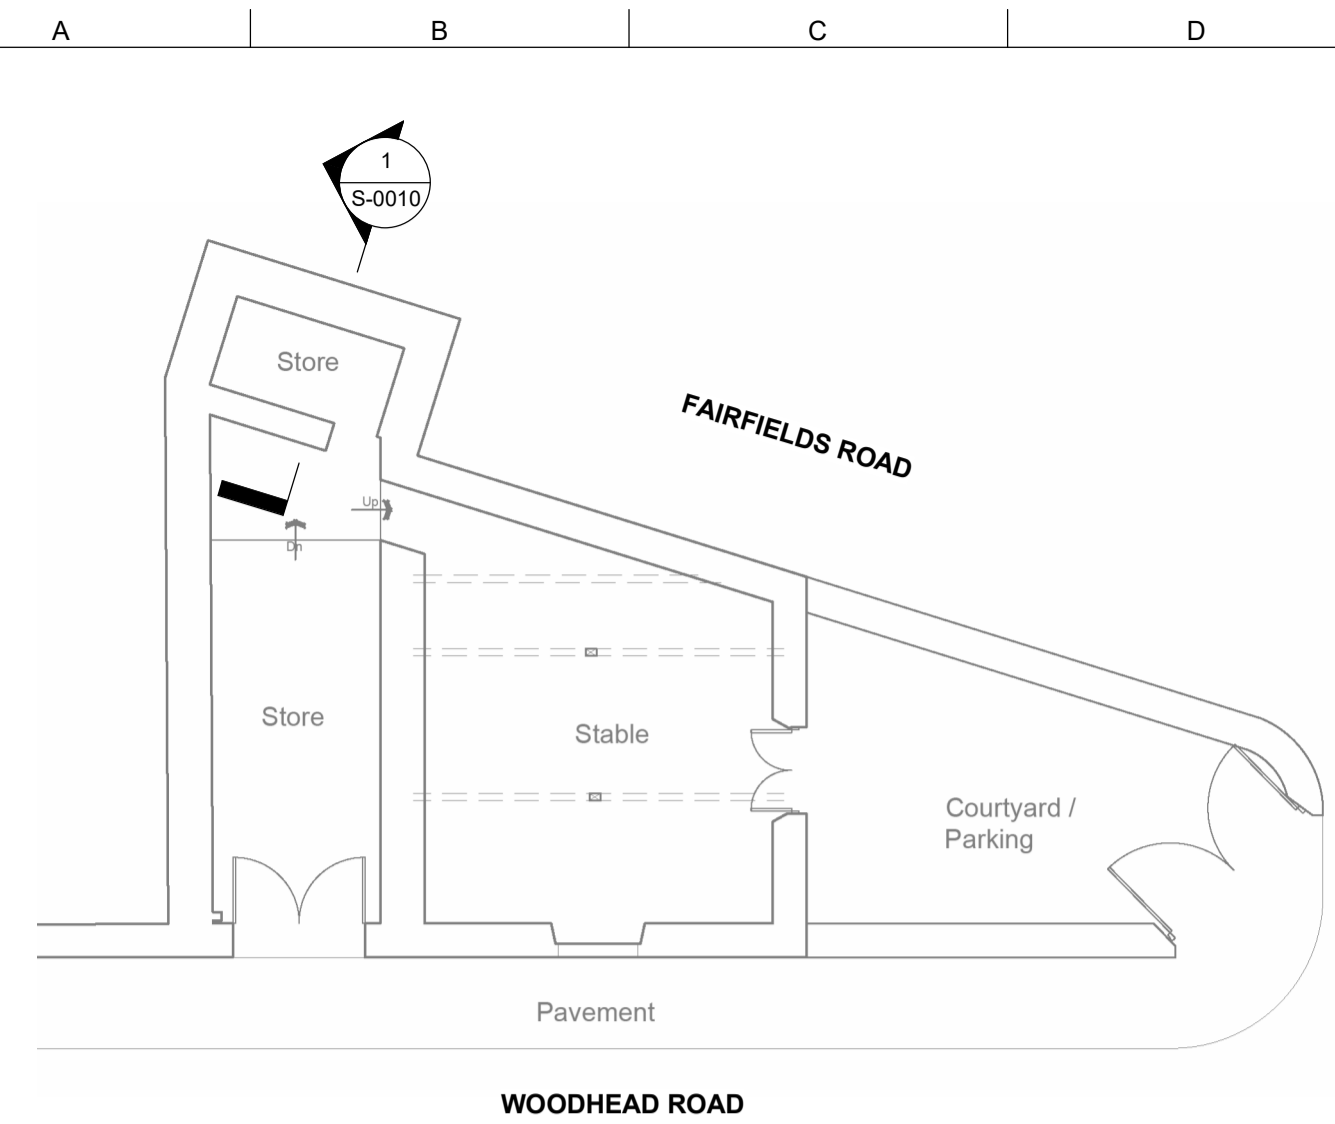 A
B
C
D
1
S-0010
Store
FAIRFIELDS ROAD
Up
Dn
Store
Stable
Courtyard /
Parking
Pavement
WOODHEAD ROAD